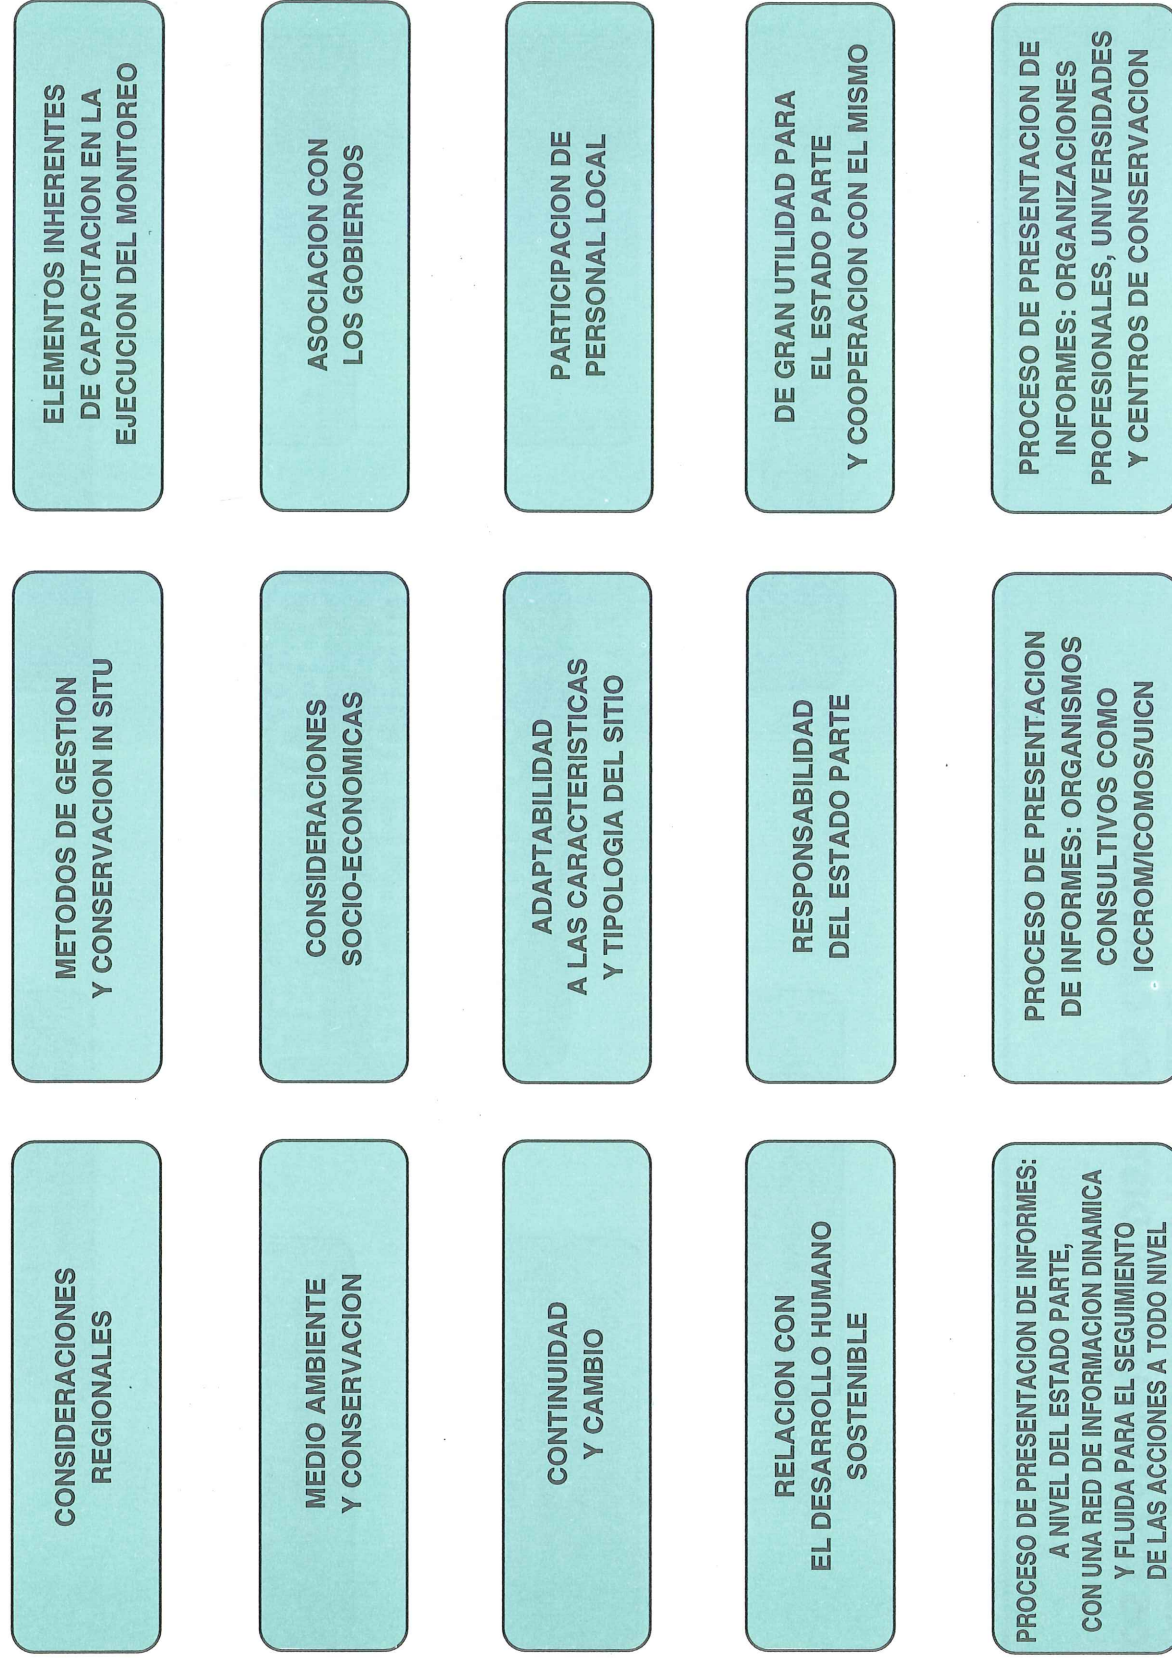 CONSIDERACIONES
REGIONALES
METODOS DE GESTION
Y CONSERVACION IN SITU
ELEMENTOS INHERENTES
DE CAPACITACION EN LA
EJECUCION DEL MONITOREO
MEDIO AMBIENTE
Y CONSERVACION
CONSIDERACIONES
SOCIO-ECONOMICAS
ASOCIACION CON
LOS GOBIERNOS
CONTINUIDAD
Y CAMBIO
ADAPTABILIDAD
A LAS CARACTERISTICAS
Y TIPOLOGIA DEL SITIO
PARTICIPACION DE
PERSONAL LOCAL
RELACION CON
EL DESARROLLO HUMANO
SOSTENIBLE
RESPONSABILIDAD
DEL ESTADO PARTE
DE GRAN UTILIDAD PARA
EL ESTADO PARTE
Y COOPERACION CON EL MISMO
PROCESO DE PRESENTACION DE INFORMES:
A NIVEL DEL ESTADO PARTE,
CON UNA RED DE INFORMACION DINAMICA
Y FLUIDA PARA EL SEGUIMIENTO
DE LAS ACCIONES A TODO NIVEL
PROCESO DE PRESENTACION
DE INFORMES: ORGANISMOS
CONSULTIVOS COMO
ICCROM/ICOMOS/UICN
PROCESO DE PRESENTACION DE
INFORMES: ORGANIZACIONES
PROFESIONALES, UNIVERSIDADES
Y CENTROS DE CONSERVACION